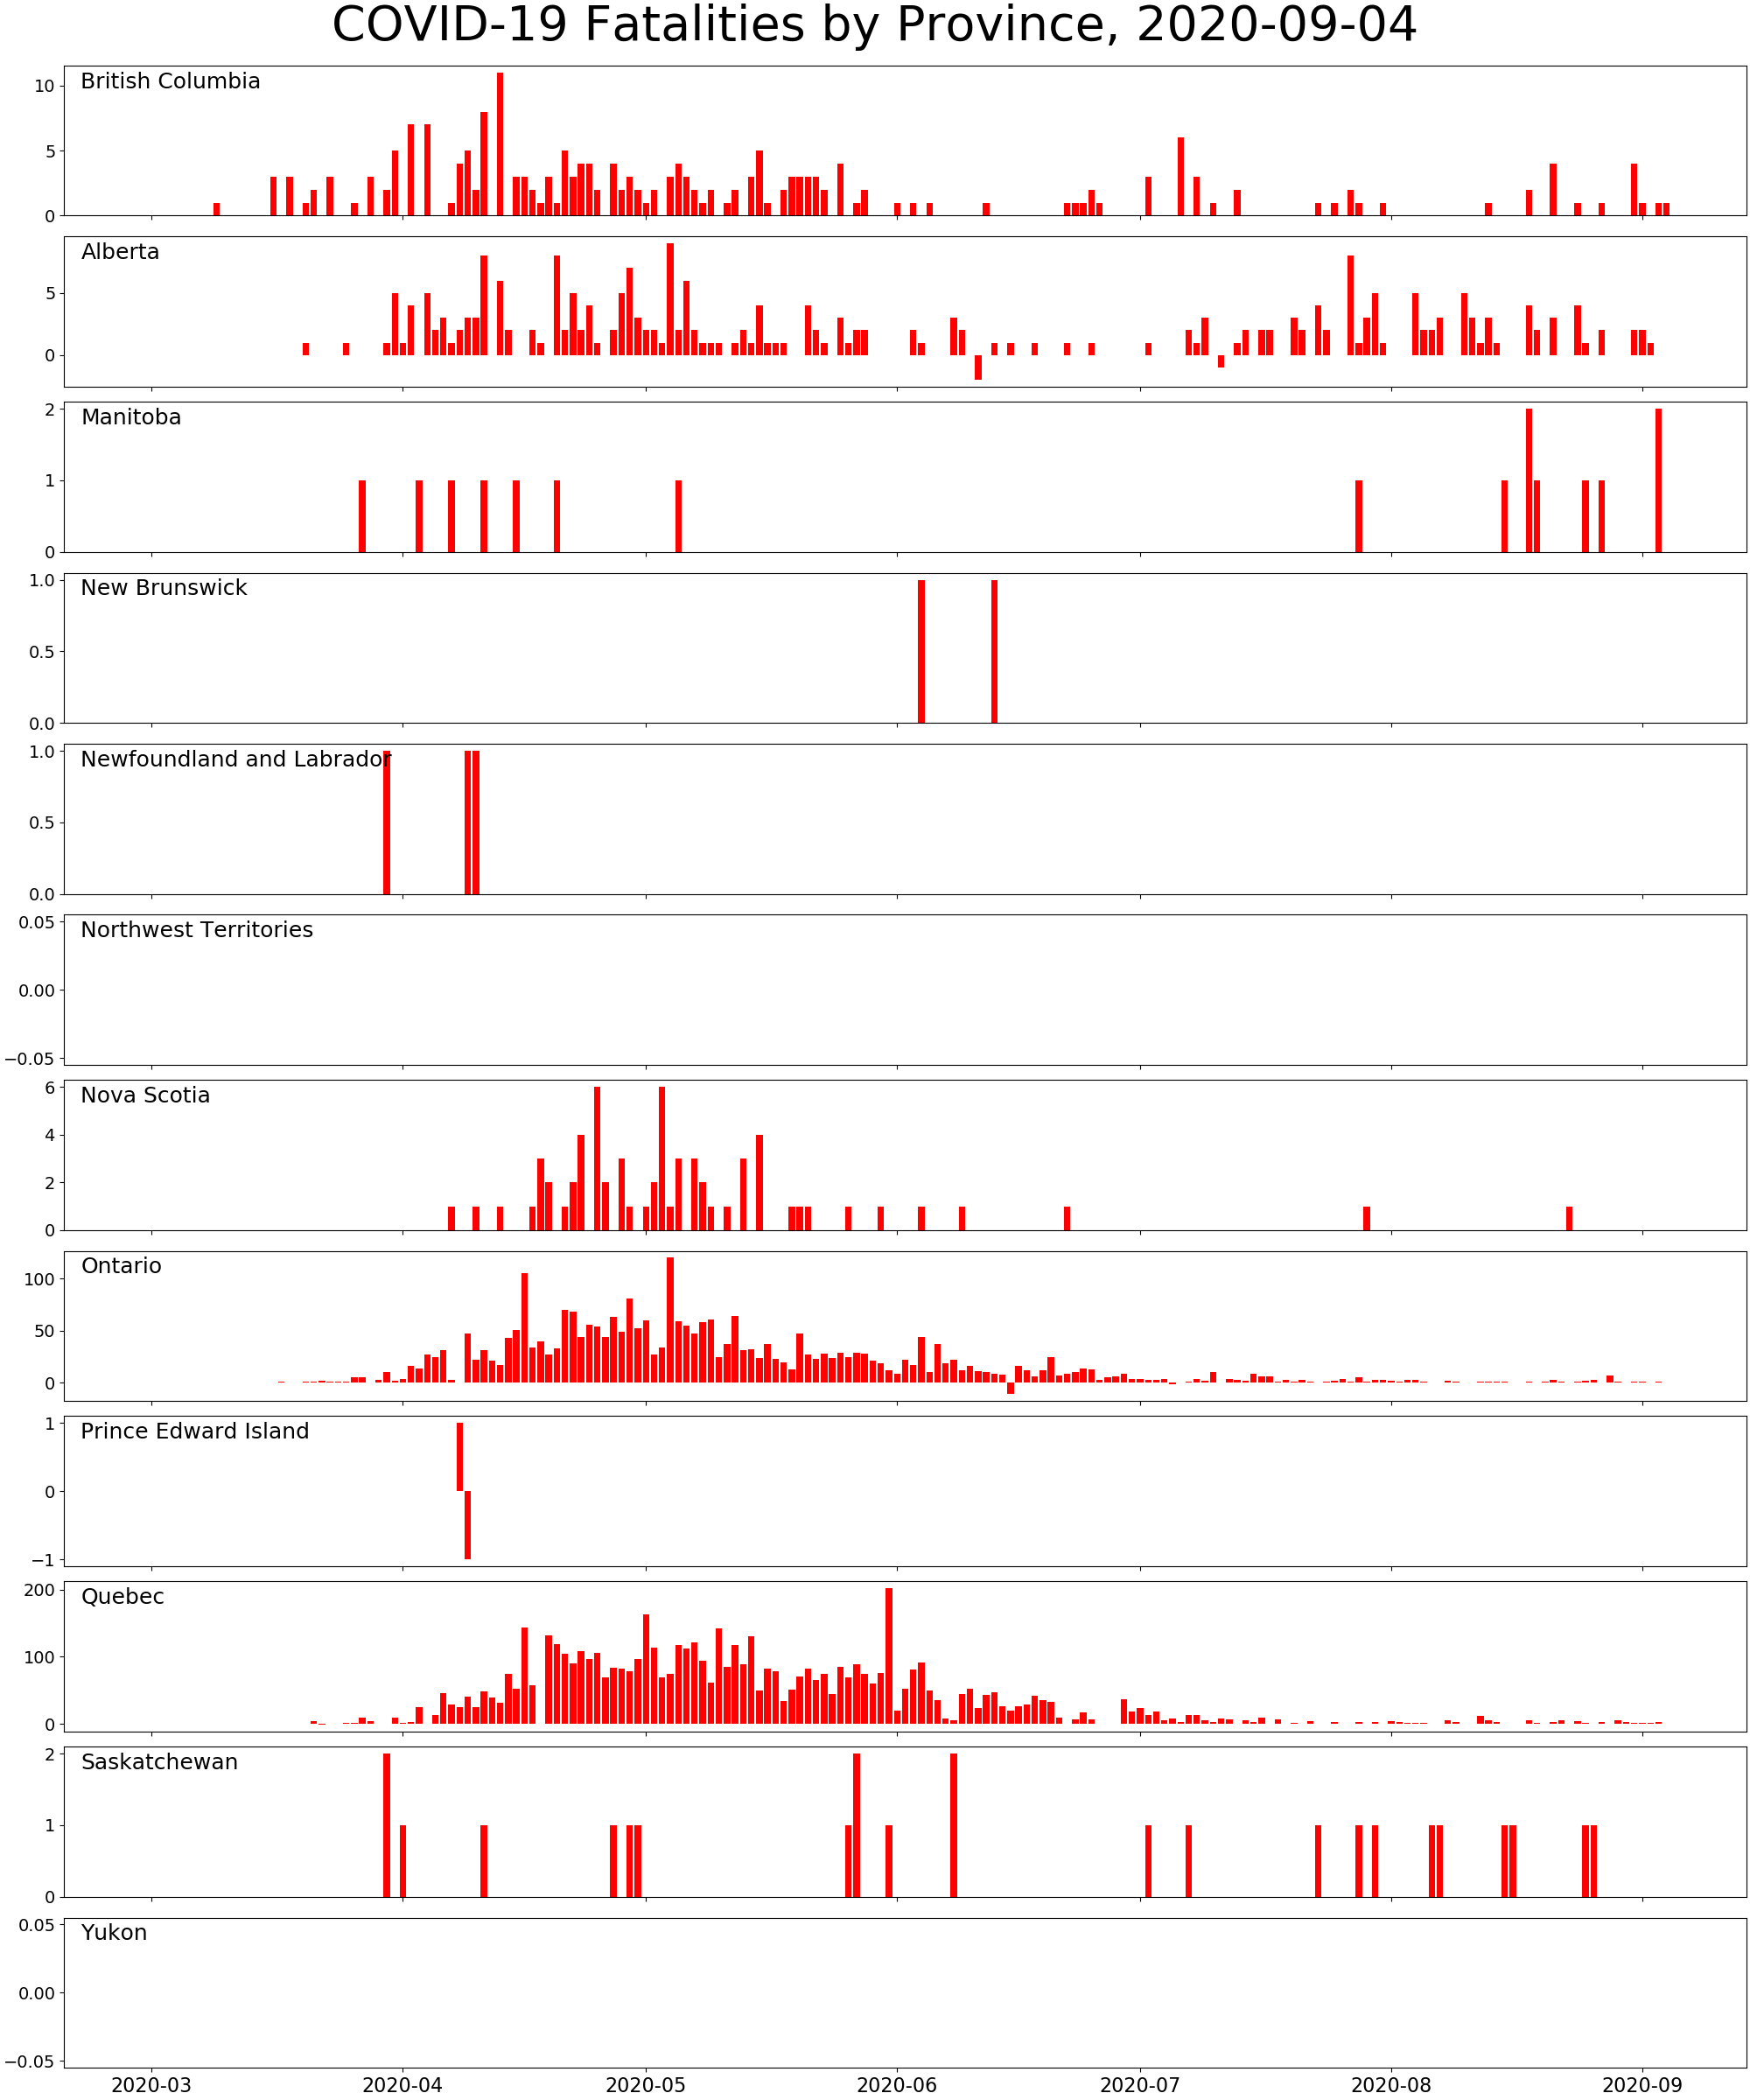 COVID-19 Fatalities by Province, 2020-09-04
British Columbia
10
5
0
Alberta
5
0
Manitoba
2
1
0
New Brunswick
1.0
0.5
0.0
Newfoundland and Labrador
1.0
0.5
0.0
Northwest Territories
0.05
0.00
−0.05
Nova Scotia
6
4
2
0
Ontario
100
50
0
Prince Edward Island
1
0
−1
Quebec
200
100
0
Saskatchewan
2
1
0
Yukon
0.05
0.00
−0.05
2020-03 2020-04 2020-05 2020-06 2020-07 2020-08 2020-09